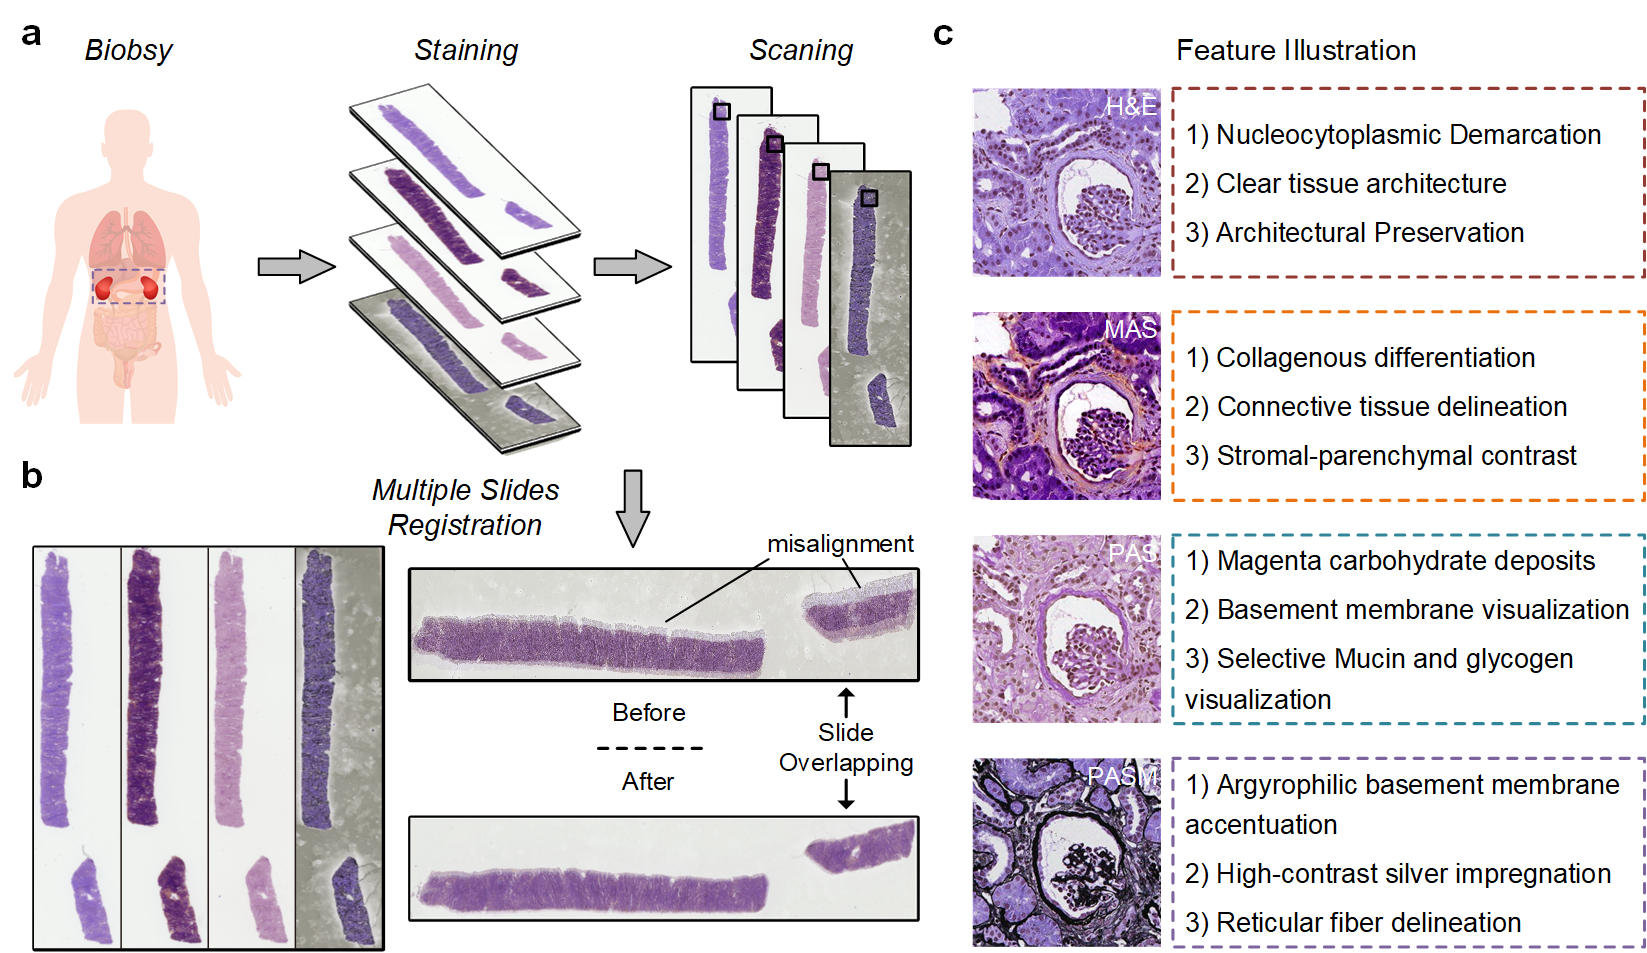 a
Biobsy
Staining
Scaning
b
Multiple Slides
Registration
misalignment
Before
After
Slide
Overlapping
c
Feature Illustration
H&E
1) Nucleocytoplasmic Demarcation
2) Clear tissue architecture
3) Architectural Preservation
MAS
1) Collagenous differentiation
2) Connective tissue delineation
3) Stromal-parenchymal contrast
PAS
1) Magenta carbohydrate deposits
2) Basement membrane visualization
3) Selective Mucin and glycogen
visualization
PASM
1) Argyrophilic basement membrane
accentuation
2) High-contrast silver impregnation
3) Reticular fiber delineation